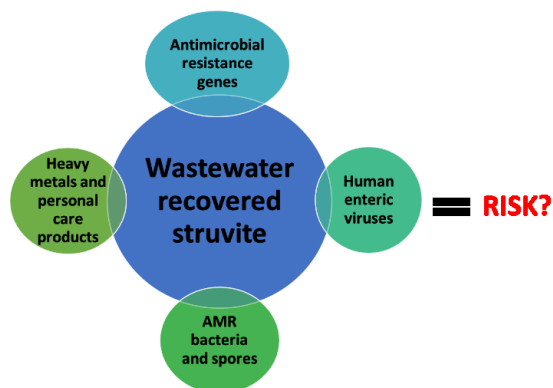 Antimicrobial
resistance
genes
Heavy
metals and
personal
care
products
Wastewater
recovered
struvite
Human
enteric
viruses
= RISK?
AMR
bacteria
and spores